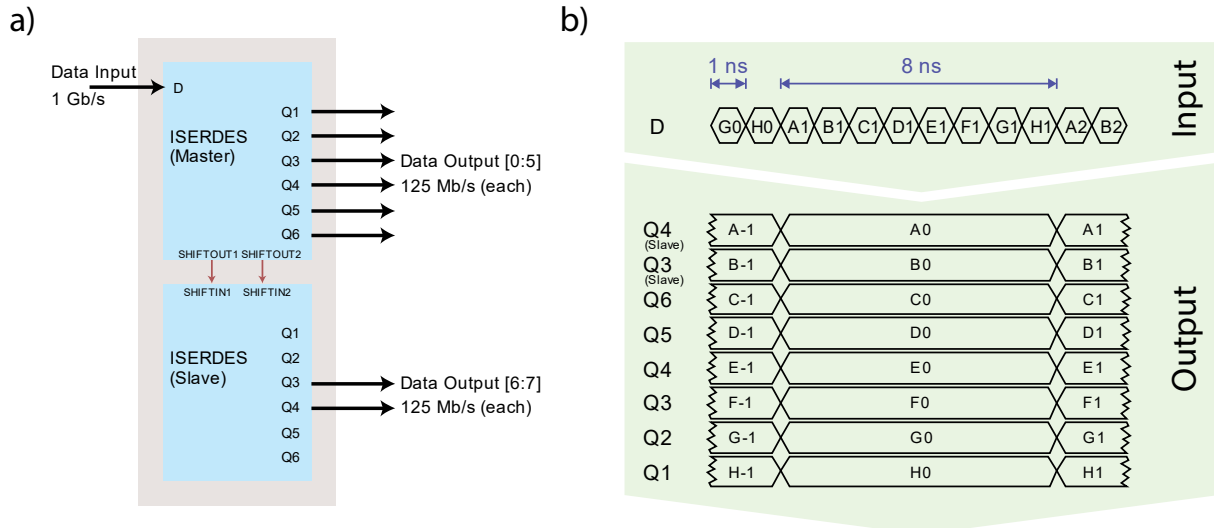 a)
Data Input
1 Gb/s
D
ISERDES
(Master)
Q1
Q2
Q3
Q4
Q5
Q6
Data Output [0:5]
125 Mb/s (each)
SHIFTOUT1 SHIFTOUT2
SHIFTIN1 SHIFTIN2
ISERDES
(Slave)
Q1
Q2
Q3
Q4
Q5
Q6
Data Output [6:7]
125 Mb/s (each)
b)
1 ns
8 ns
D G0 H0 A1 B1 C1 D1 E1 F1 G1 H1 A2 B2
Input
Q4 A-1 A0 A1
(Slave)
Q3 B-1 B0 B1
(Slave)
Q6 C-1 C0 C1
Q5 D-1 D0 D1
Q4 E-1 E0 E1
Q3 F-1 F0 F1
Q2 G-1 G0 G1
Q1 H-1 H0 H1
Output